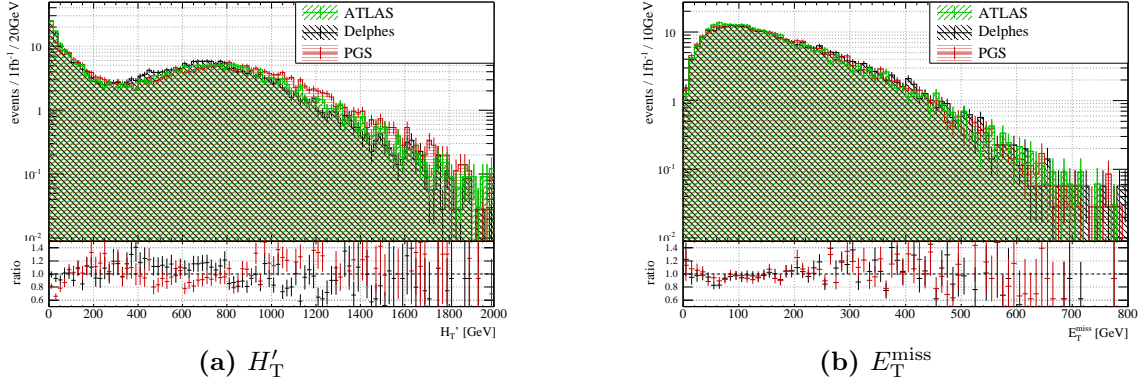 events / 1fb⁻¹ / 20GeV
10
1
10⁻¹
10⁻²
ATLAS
Delphes
PGS
ratio
1.4
1.2
1.0
0.8
0.6
0 200 400 600 800 1000 1200 1400 1600 1800 2000
H_T' [GeV]
(a) H′_T
events / 1fb⁻¹ / 10GeV
10
1
10⁻¹
10⁻²
ATLAS
Delphes
PGS
ratio
1.4
1.2
1.0
0.8
0.6
0 100 200 300 400 500 600 700 800
E_T^miss [GeV]
(b) E_T^miss